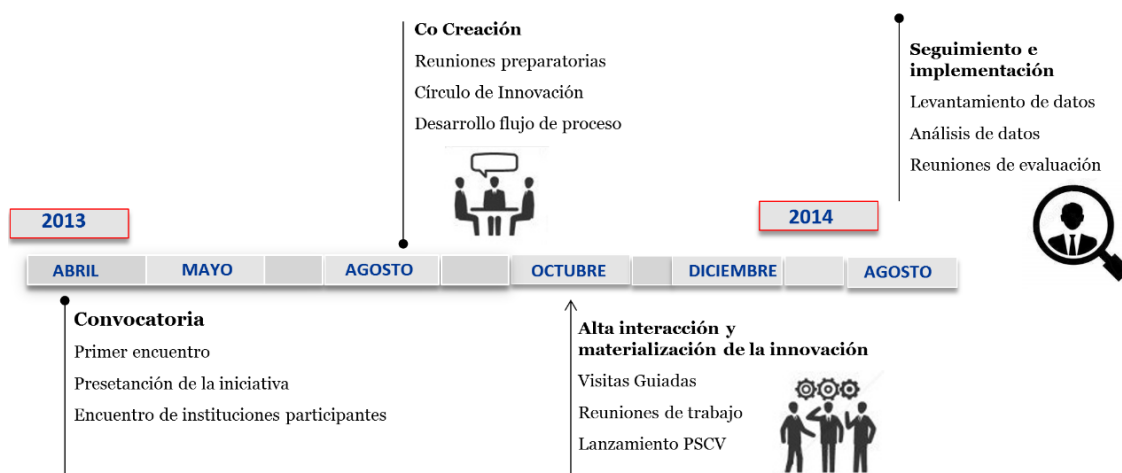 Co Creación
Reuniones preparatorias
Círculo de Innovación
Desarrollo flujo de proceso
Seguimiento e
implementación
Levantamiento de datos
Análisis de datos
Reuniones de evaluación
2013
2014
ABRIL
MAYO
AGOSTO
OCTUBRE
DICIEMBRE
AGOSTO
Convocatoria
Primer encuentro
Presetanción de la iniciativa
Encuentro de instituciones participantes
Alta interacción y
materialización de la innovación
Visitas Guiadas
Reuniones de trabajo
Lanzamiento PSCV